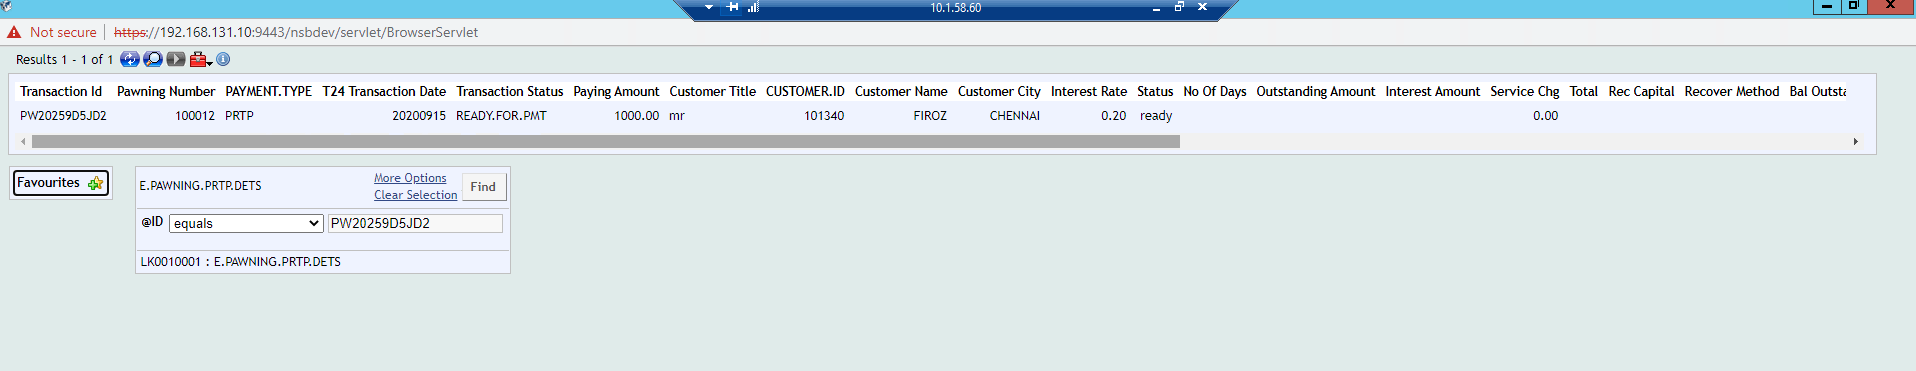 10.1.58.60
Not secure https://192.168.131.10:9443/nsbdev/servlet/BrowserServlet
Results 1 - 1 of 1
Transaction Id Pawning Number PAYMENT.TYPE T24 Transaction Date Transaction Status Paying Amount Customer Title CUSTOMER.ID Customer Name Customer City Interest Rate Status No Of Days Outstanding Amount Interest Amount Service Chg Total Rec Capital Recover Method Bal Outsta
PW20259D5JD2 100012 PRTP 20200915 READY.FOR.PMT 1000.00 mr 101340 FIROZ CHENNAI 0.20 ready 0.00
Favourites
E.PAWNING.PRTP.DETS
More Options
Clear Selection
Find
@ID equals PW20259D5JD2
LK0010001 : E.PAWNING.PRTP.DETS